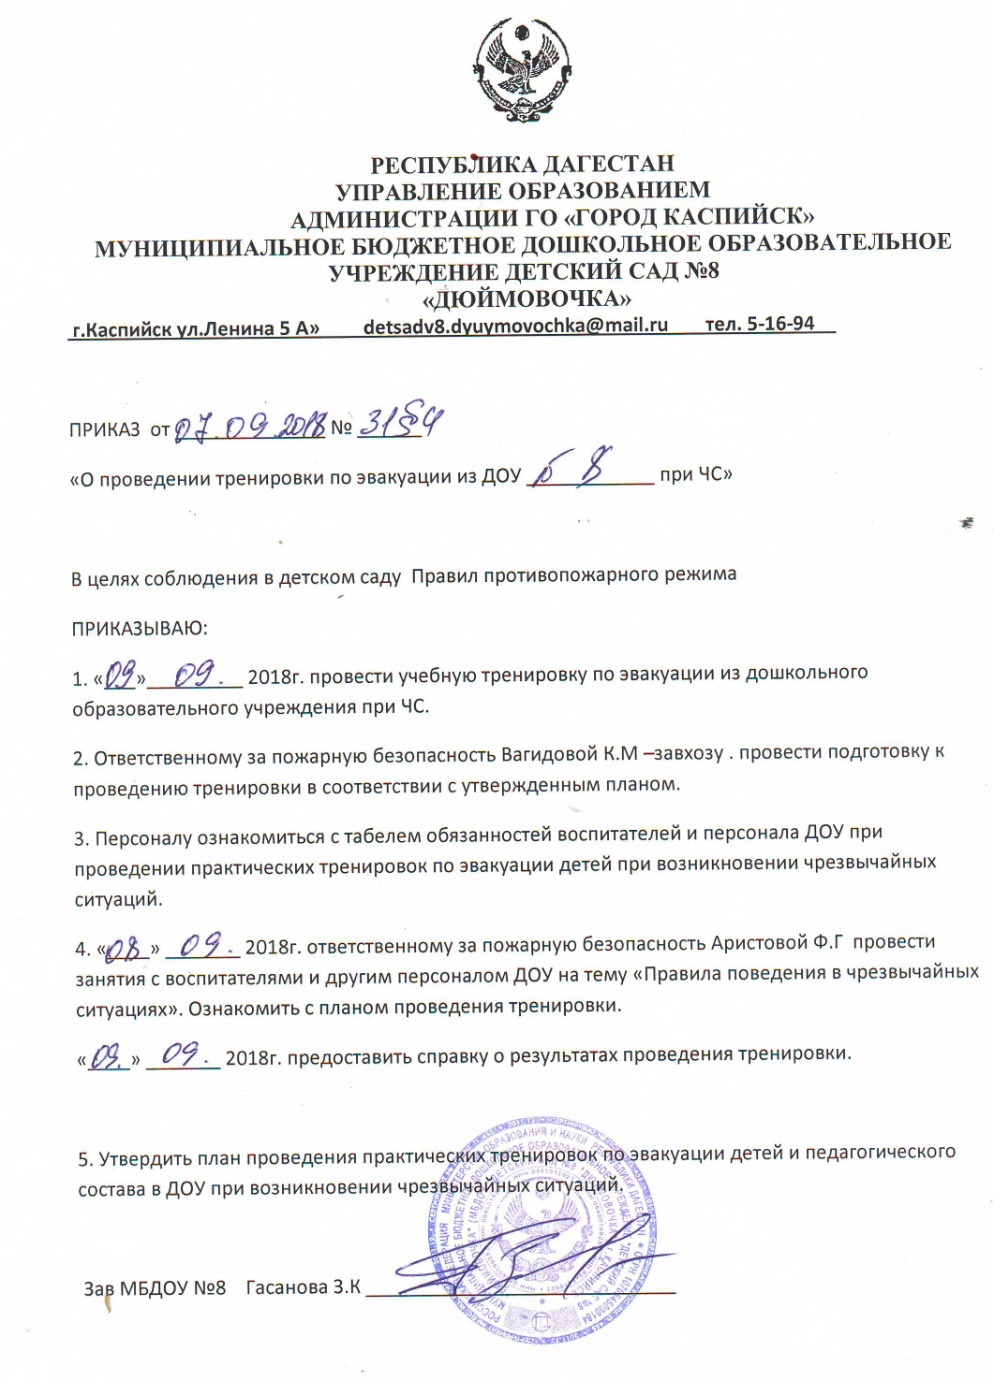 РЕСПУБЛИКА ДАГЕСТАН
УПРАВЛЕНИЕ ОБРАЗОВАНИЕМ
АДМИНИСТРАЦИИ ГО «ГОРОД КАСПИЙСК»
МУНИЦИПИАЛЬНОЕ БЮДЖЕТНОЕ ДОШКОЛЬНОЕ ОБРАЗОВАТЕЛЬНОЕ
УЧРЕЖДЕНИЕ ДЕТСКИЙ САД №8
«ДЮЙМОВОЧКА»
г.Каспийск ул.Ленина 5 А» detsadv8.dyuymovochka@mail.ru тел. 5-16-94
ПРИКАЗ от 07.09.2018 №
«О проведении тренировки по эвакуации из ДОУ 8 при ЧС»
В целях соблюдения в детском саду Правил противопожарного режима
ПРИКАЗЫВАЮ:
1. «09» 09. 2018г. провести учебную тренировку по эвакуации из дошкольного
образовательного учреждения при ЧС.
2. Ответственному за пожарную безопасность Вагидовой К.М –завхозу . провести подготовку к
проведению тренировки в соответствии с утвержденным планом.
3. Персоналу ознакомиться с табелем обязанностей воспитателей и персонала ДОУ при
проведении практических тренировок по эвакуации детей при возникновении чрезвычайных
ситуаций.
4. «08» 09. 2018г. ответственному за пожарную безопасность Аристовой Ф.Г провести
занятия с воспитателями и другим персоналом ДОУ на тему «Правила поведения в чрезвычайных
ситуациях». Ознакомить с планом проведения тренировки.
«09.» 09. 2018г. предоставить справку о результатах проведения тренировки.
5. Утвердить план проведения практических тренировок по эвакуации детей и педагогического
состава в ДОУ при возникновении чрезвычайных ситуаций.
Зав МБДОУ №8 Гасанова З.К